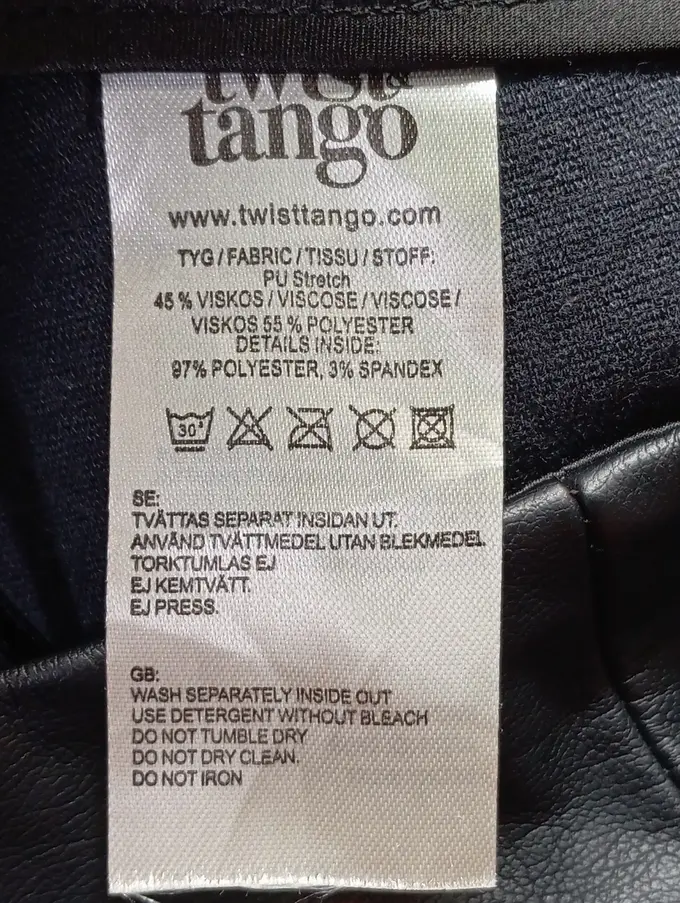 twist&
tango
www.twisttango.com
TYG / FABRIC / TISSU / STOFF:
PU Stretch
45 % VISKOS / VISCOSE / VISCOSE /
VISKOS 55 % POLYESTER
DETAILS INSIDE:
97% POLYESTER, 3% SPANDEX
30°
SE:
TVÄTTAS SEPARAT INSIDAN UT.
ANVÄND TVÄTTMEDEL UTAN BLEKMEDEL
TORKTUMLAS EJ
EJ KEMTVÄTT.
EJ PRESS.
GB:
WASH SEPARATELY INSIDE OUT
USE DETERGENT WITHOUT BLEACH
DO NOT TUMBLE DRY
DO NOT DRY CLEAN.
DO NOT IRON